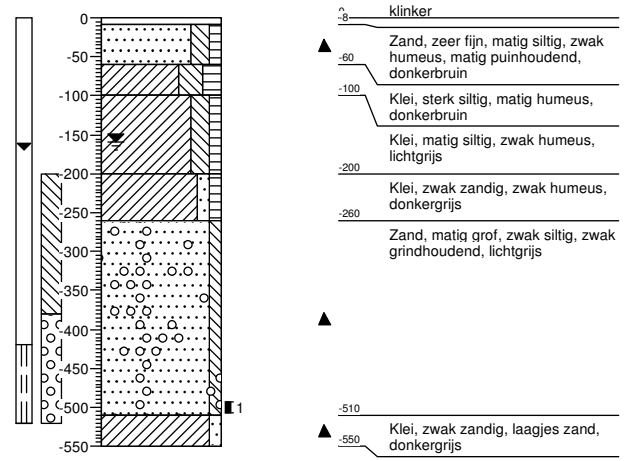 0
-50
-100
-150
-200
-250
-300
-350
-400
-450
-500
-550
1
0
klinker
-8
Zand, zeer fijn, matig siltig, zwak
humeus, matig puinhoudend,
donkerbruin
-60
Klei, sterk siltig, matig humeus,
donkerbruin
-100
Klei, matig siltig, zwak humeus,
lichtgrijs
-200
Klei, zwak zandig, zwak humeus,
donkergrijs
-260
Zand, matig grof, zwak siltig, zwak
grindhoudend, lichtgrijs
-510
Klei, zwak zandig, laagjes zand,
donkergrijs
-550